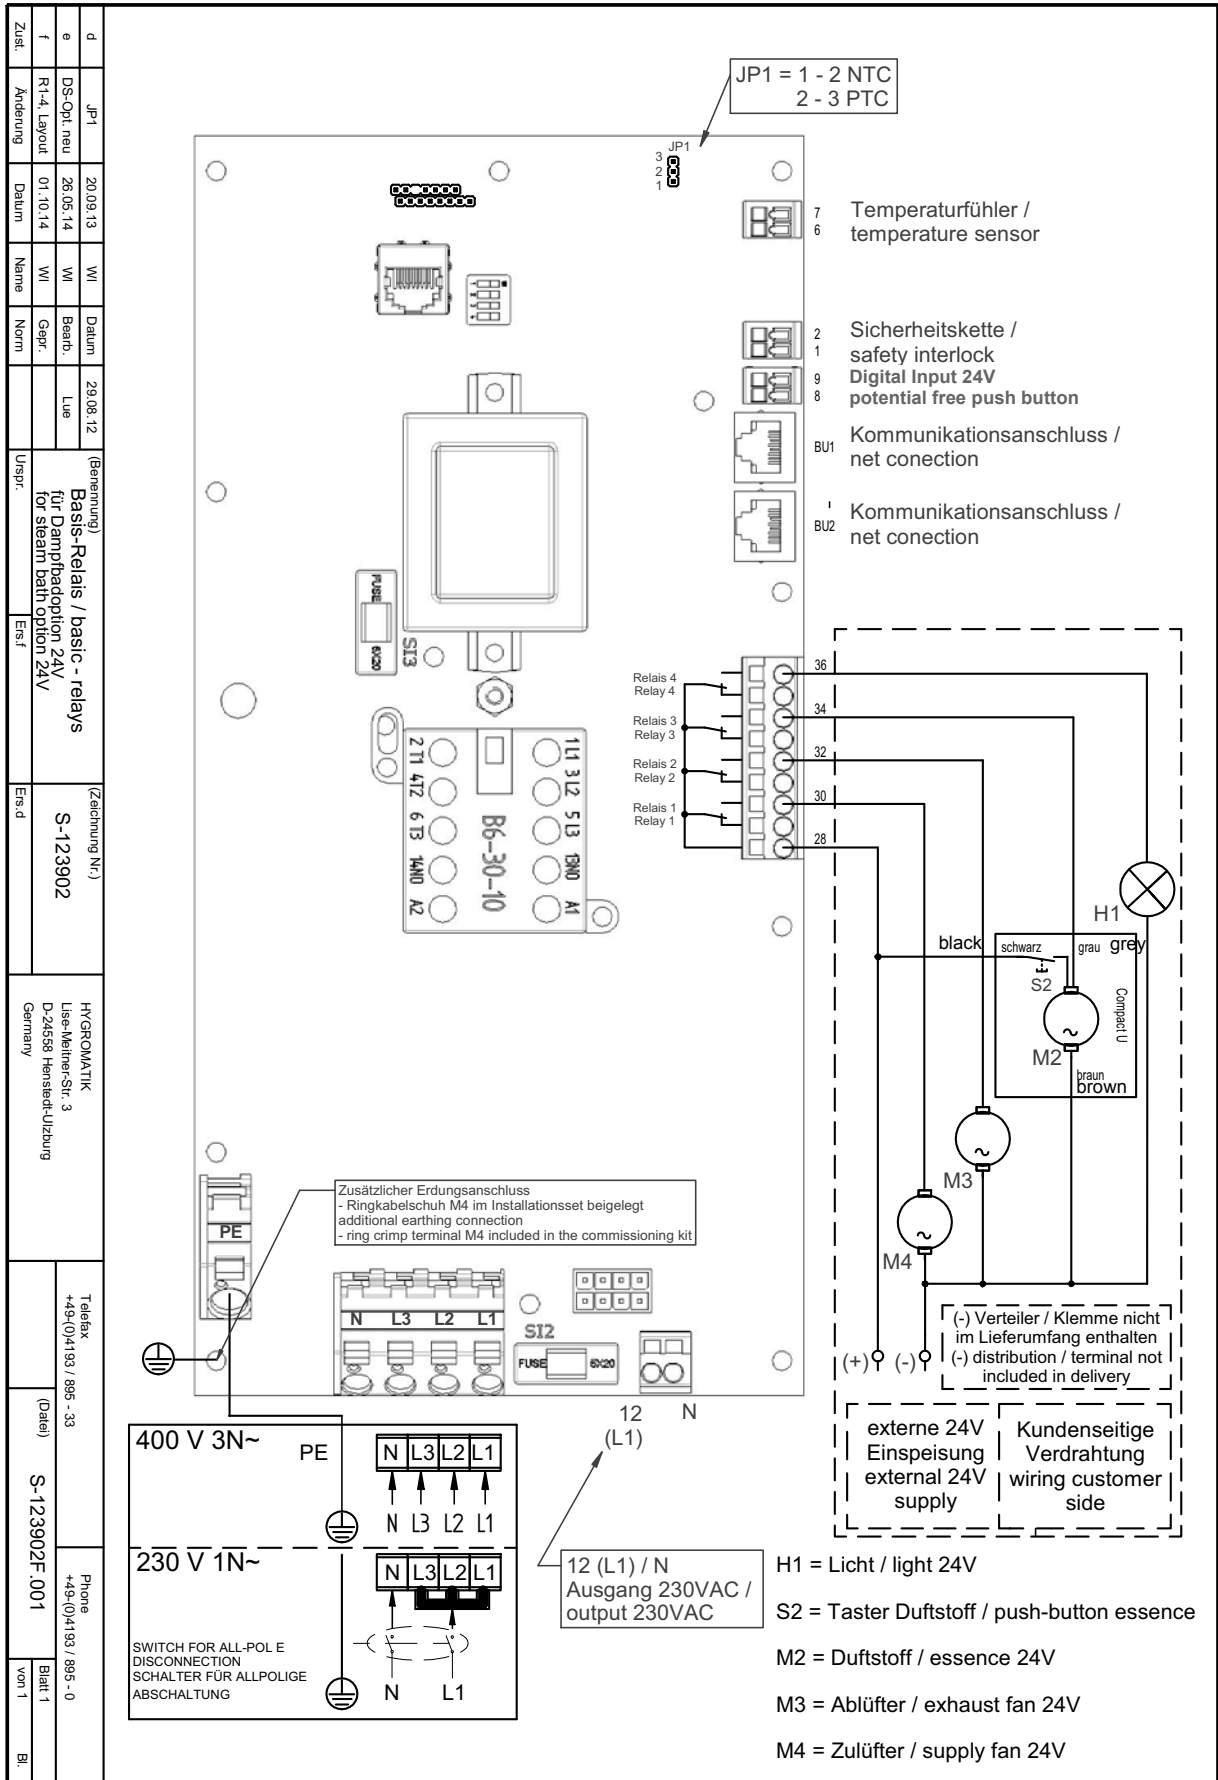 JP1 = 1 - 2 NTC
2 - 3 PTC
JP1
3
2
1
7
6
Temperaturfühler /
temperature sensor
2
1
Sicherheitskette /
safety interlock
9
8
Digital Input 24V
potential free push button
BU1
Kommunikationsanschluss /
net conection
BU2
Kommunikationsanschluss /
net conection
FUSE
6X20
SI3
Relais 4
Relay 4
Relais 3
Relay 3
Relais 2
Relay 2
Relais 1
Relay 1
36
34
32
30
28
2 T1 4T2 6 T3 14NO A2
B6-30-10
1 L1 3 L2 5 L3 13NO A1
H1
black
schwarz
grau
grey
S2
Compact U
M2
braun
brown
M3
M4
(+)
(-)
(-) Verteiler / Klemme nicht
im Lieferumfang enthalten
(-) distribution / terminal not
included in delivery
externe 24V
Einspeisung
external 24V
supply
Kundenseitige
Verdrahtung
wiring customer
side
Zusätzlicher Erdungsanschluss
- Ringkabelschuh M4 im Installationsset beigelegt
additional earthing connection
- ring crimp terminal M4 included in the commissioning kit
PE
N L3 L2 L1
SI2
FUSE
6X20
12
(L1)
N
400 V 3N~
PE
N L3 L2 L1
N L3 L2 L1
230 V 1N~
N L3 L2 L1
SWITCH FOR ALL-POL E
DISCONNECTION
SCHALTER FÜR ALLPOLIGE
ABSCHALTUNG
N L1
12 (L1) / N
Ausgang 230VAC /
output 230VAC
H1 = Licht / light 24V
S2 = Taster Duftstoff / push-button essence
M2 = Duftstoff / essence 24V
M3 = Ablüfter / exhaust fan 24V
M4 = Zulüfter / supply fan 24V
d JP1 20.09.13 WI
e DS-Opt. neu 26.05.14 WI
f R1-4, Layout 01.10.14 WI
Zust. Änderung Datum Name
Datum 29.08.12
Bearb. Lue
Gepr.
Norm
(Benennung)
Basis-Relais / basic - relays
für Dampfbadoption 24V
for steam bath option 24V
Urspr.
Ers.f
Ers.d
(Zeichnung Nr.)
S-123902
HYGROMATIK
Lise-Meitner-Str. 3
D-24558 Henstedt-Ulzburg
Germany
Telefax
+49-(0)4193 / 895 - 33
Phone
+49-(0)4193 / 895 - 0
(Datei)
S-123902F.001
Blatt 1
von 1
Bl.